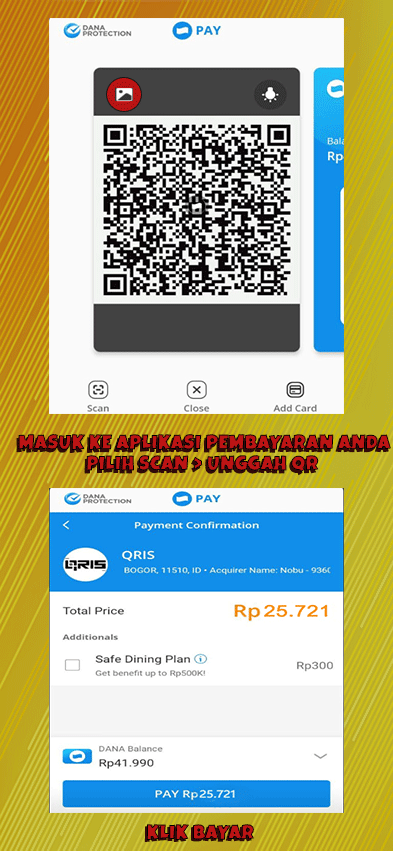 DANA
PROTECTION
PAY
Bala
Rp
Scan
Close
Add Card
MASUK KE APLIKASI PEMBAYARAN ANDA
PILIH SCAN > UNGGAH QR
DANA
PROTECTION
PAY
Payment Confirmation
QRIS
QRIS
BOGOR, 11510, ID • Acquirer Name: Nobu - 9360
Total Price
Rp 25.721
Additionals
Safe Dining Plan
Rp300
Get benefit up to Rp500K!
DANA Balance
Rp41.990
PAY Rp25.721
KLIK BAYAR